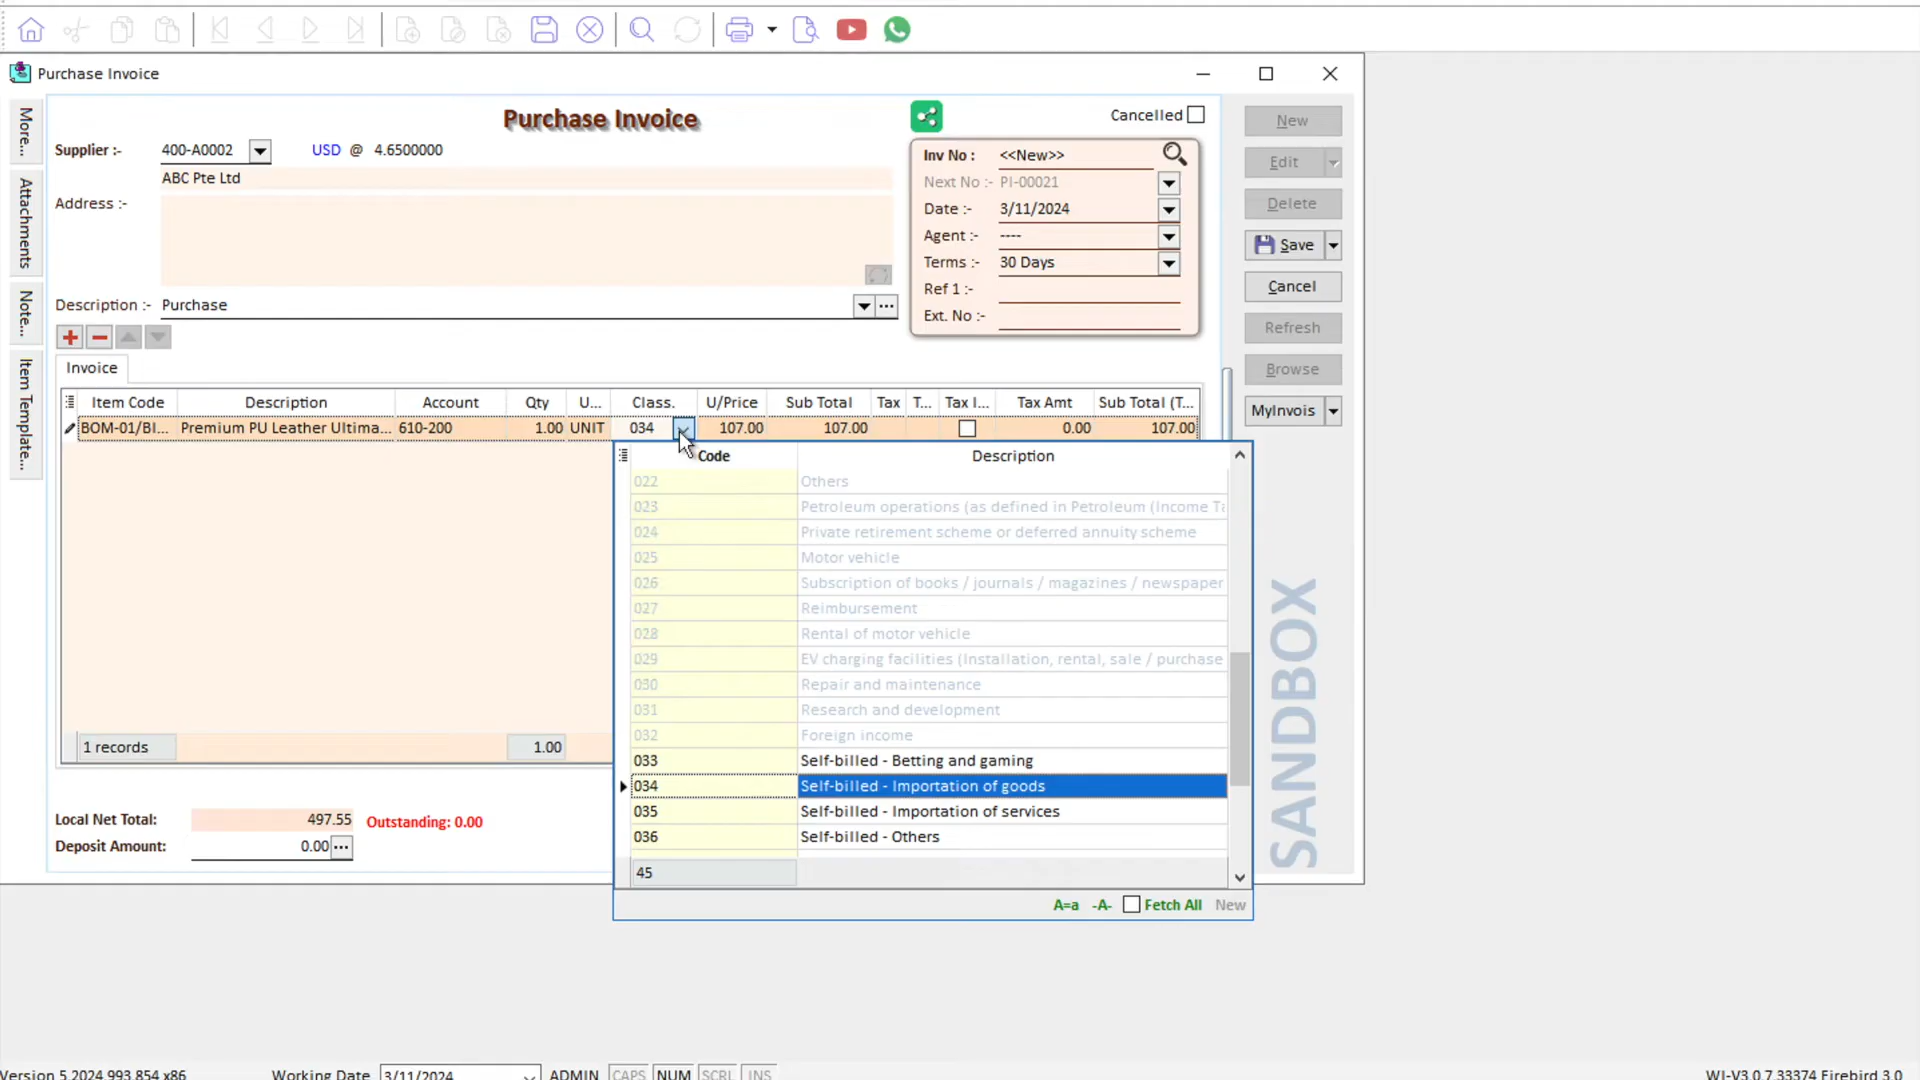 Purchase Invoice
More...
Attachments
Note...
Item Template...
Purchase Invoice
Cancelled
Supplier :- 400-A0002 USD @ 4.6500000
ABC Pte Ltd
Address :-
Description :- Purchase
Inv No : <<New>>
Next No :- PI-00021
Date :- 3/11/2024
Agent :- ----
Terms :- 30 Days
Ref 1 :-
Ext. No :-
New
Edit
Delete
Save
Cancel
Refresh
Browse
MyInvois
SANDBOX
Invoice
Item Code Description Account Qty U... Class. U/Price Sub Total Tax T... Tax I... Tax Amt Sub Total (T...
BOM-01/BI... Premium PU Leather Ultima... 610-200 1.00 UNIT 034 107.00 107.00 0.00 107.00
Code Description
022 Others
023 Petroleum operations (as defined in Petroleum (Income Ta
024 Private retirement scheme or deferred annuity scheme
025 Motor vehicle
026 Subscription of books / journals / magazines / newspaper
027 Reimbursement
028 Rental of motor vehicle
029 EV charging facilities (Installation, rental, sale / purchase
030 Repair and maintenance
031 Research and development
032 Foreign income
033 Self-billed - Betting and gaming
034 Self-billed - Importation of goods
035 Self-billed - Importation of services
036 Self-billed - Others
45
A=a -A- Fetch All New
1 records 1.00
Local Net Total: 497.55 Outstanding: 0.00
Deposit Amount: 0.00
Version 5.2024.993.854 x86 Working Date 3/11/2024 ADMIN CAPS NUM SCRL INS WI-V3.0.7.33374 Firebird 3.0